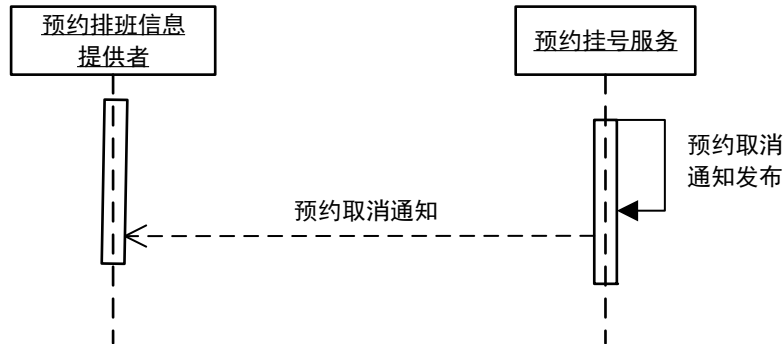 预约排班信息
提供者
预约挂号服务
预约取消
通知发布
预约取消通知